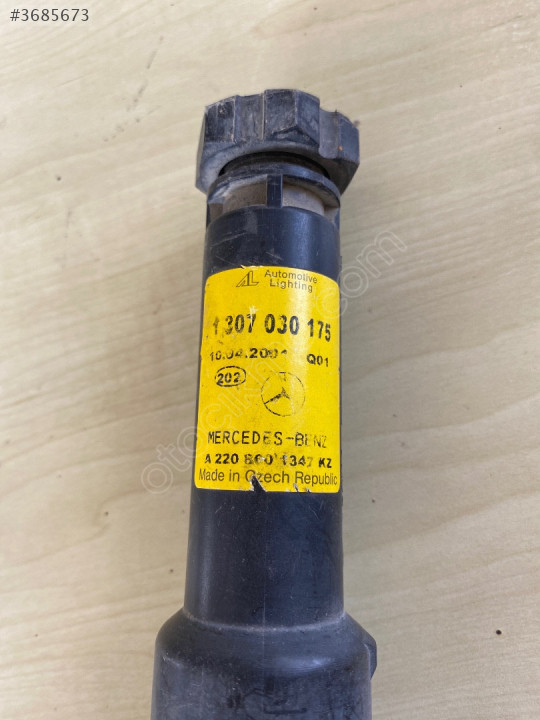 #3685673
AL Automotive
Lighting
1 307 030 175
Q01
202
MERCEDES-BENZ
A 220 860 1347 KZ
Made in Czech Republic